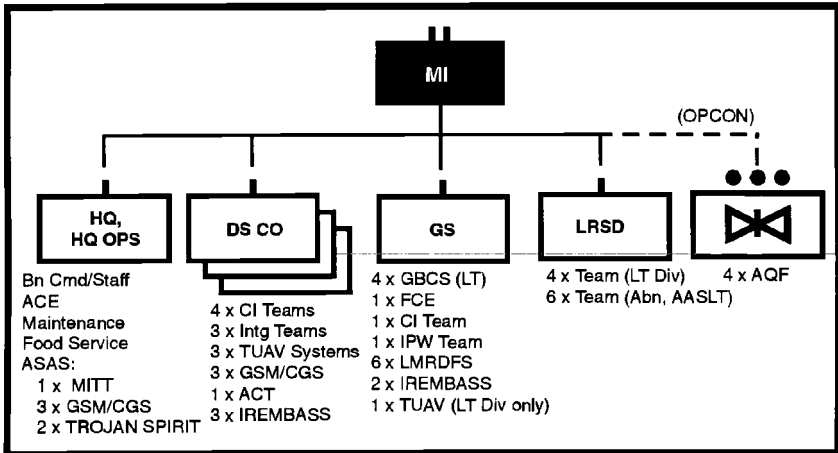 MI
(OPCON)
HQ,
HQ OPS
DS CO
GS
LRSD
Bn Cmd/Staff
ACE
Maintenance
Food Service
ASAS:
1 x MITT
3 x GSM/CGS
2 x TROJAN SPIRIT
4 x CI Teams
3 x Intg Teams
3 x TUAV Systems
3 x GSM/CGS
1 x ACT
3 x IREMBASS
4 x GBCS (LT)
1 x FCE
1 x CI Team
1 x IPW Team
6 x LMRDFS
2 x IREMBASS
1 x TUAV (LT Div only)
4 x Team (LT Div)
6 x Team (Abn, AASLT)
4 x AQF